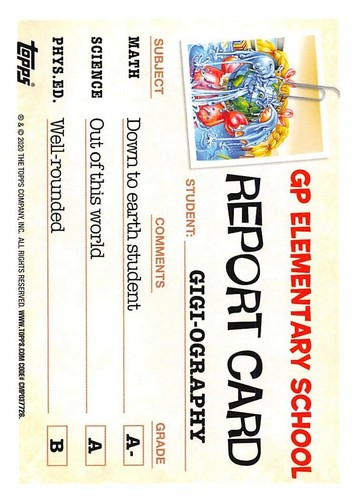 GP ELEMENTARY SCHOOL
REPORT CARD
STUDENT: GIGI-OGRAPHY
SUBJECT COMMENTS GRADE
MATH Down to earth student A-
SCIENCE Out of this world A
PHYS.ED. Well-rounded B
TOPPS® ® & © 2020 THE TOPPS COMPANY, INC. ALL RIGHTS RESERVED. WWW.TOPPS.COM CODE# CMPG37728.